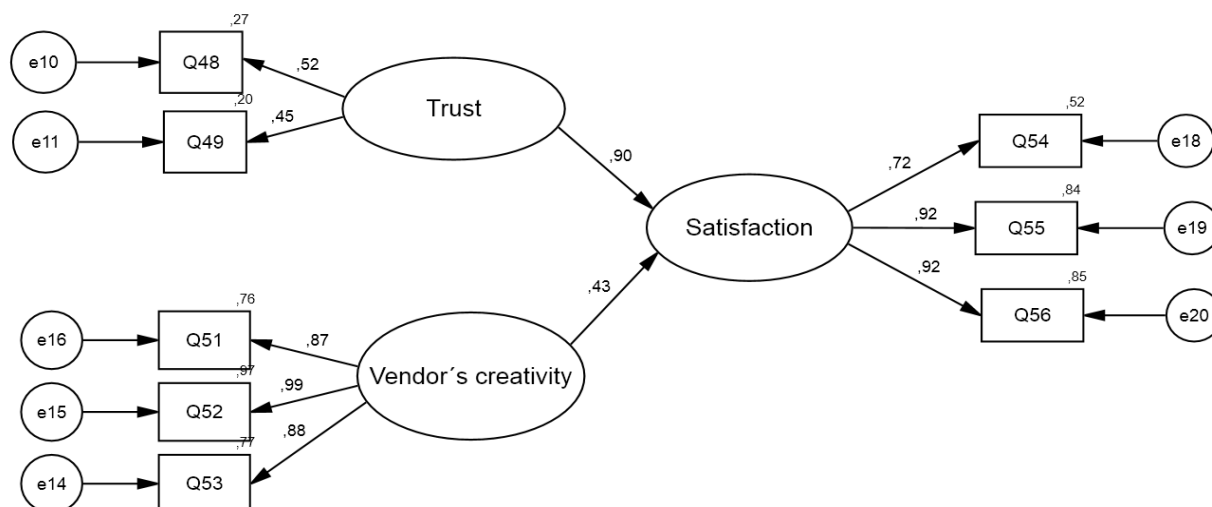 ,27
e10
Q48
,52
Trust
,20
e11
Q49
,45
,90
,52
Q54
e18
,72
Satisfaction
,84
,92
Q55
e19
,92
,85
Q56
e20
,43
,76
e16
Q51
,87
Vendor´s creativity
,97
e15
Q52
,99
,77
e14
Q53
,88